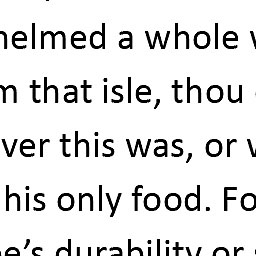 helmed a whole
that isle, thou
ver this was, or
his only food. Fo
e's durability or